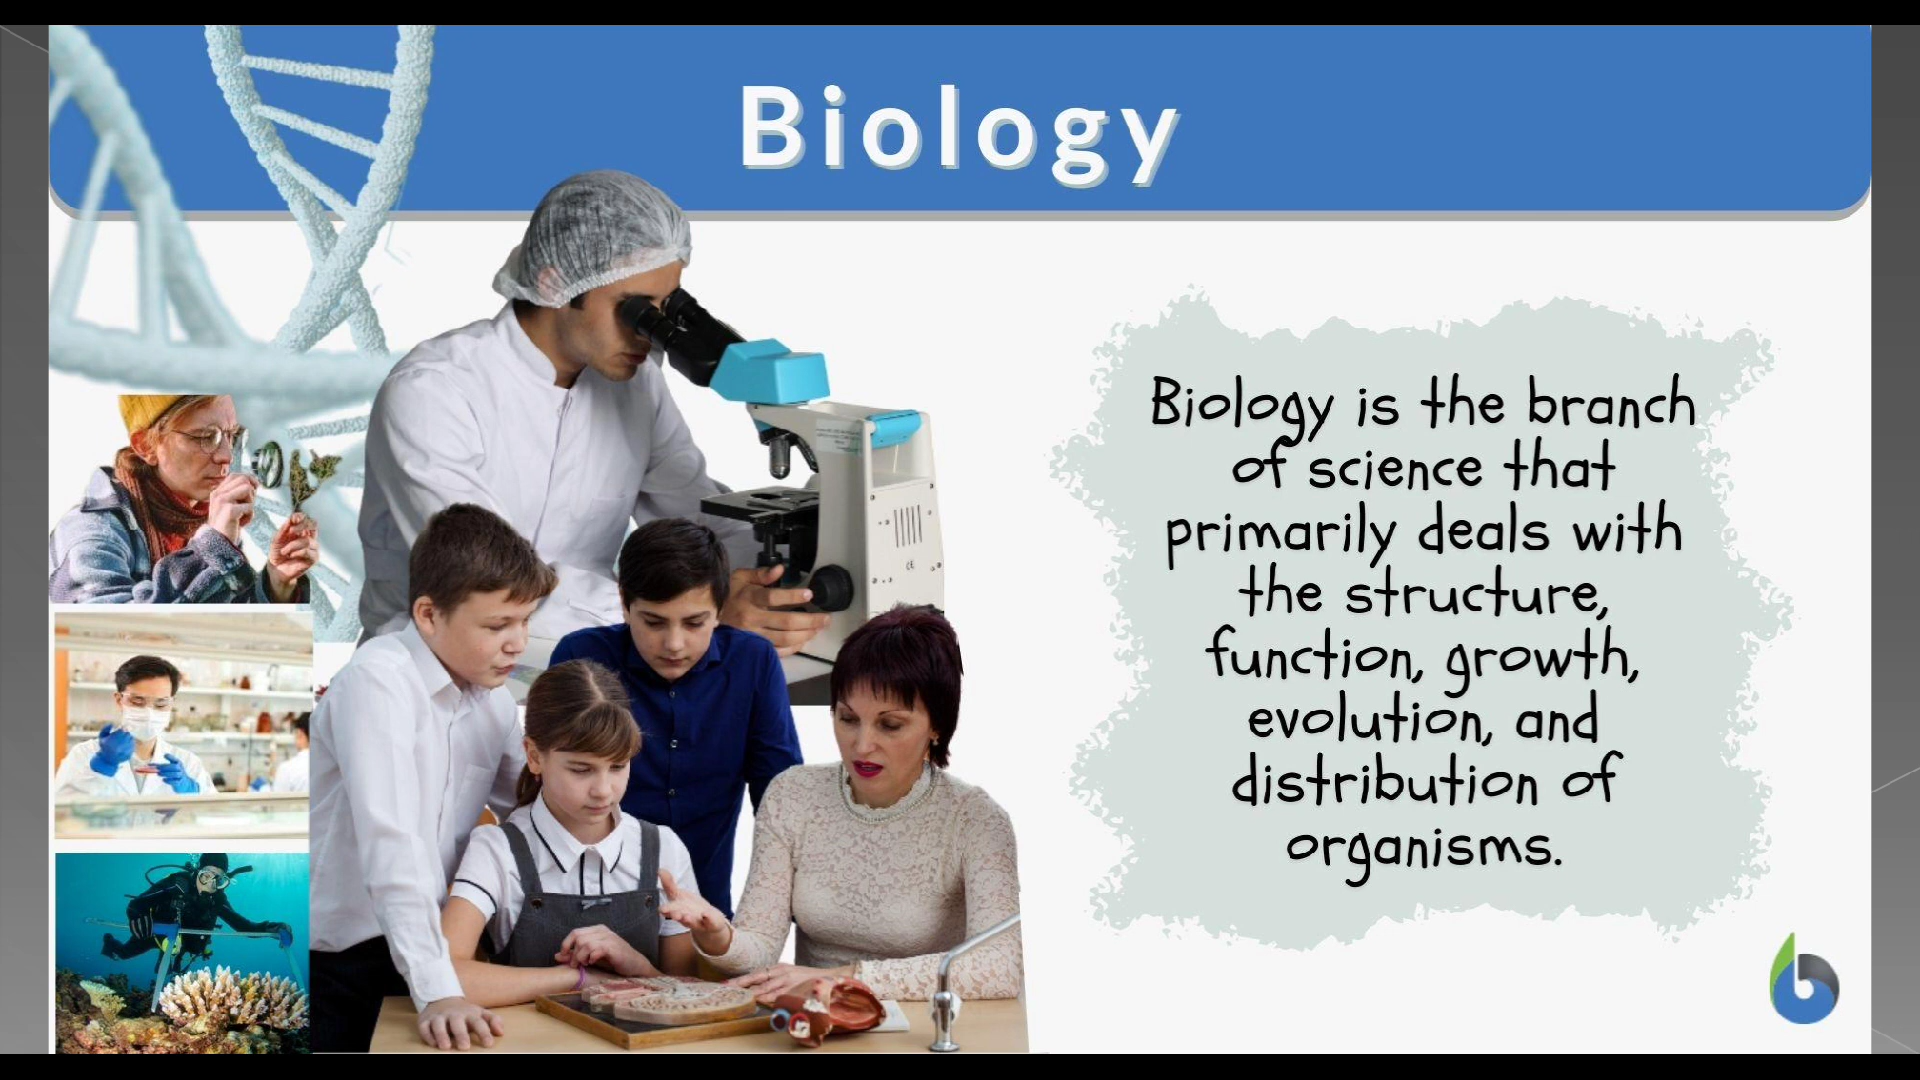 Biology
Biology is the branch
of science that
primarily deals with
the structure,
function, growth,
evolution, and
distribution of
organisms.